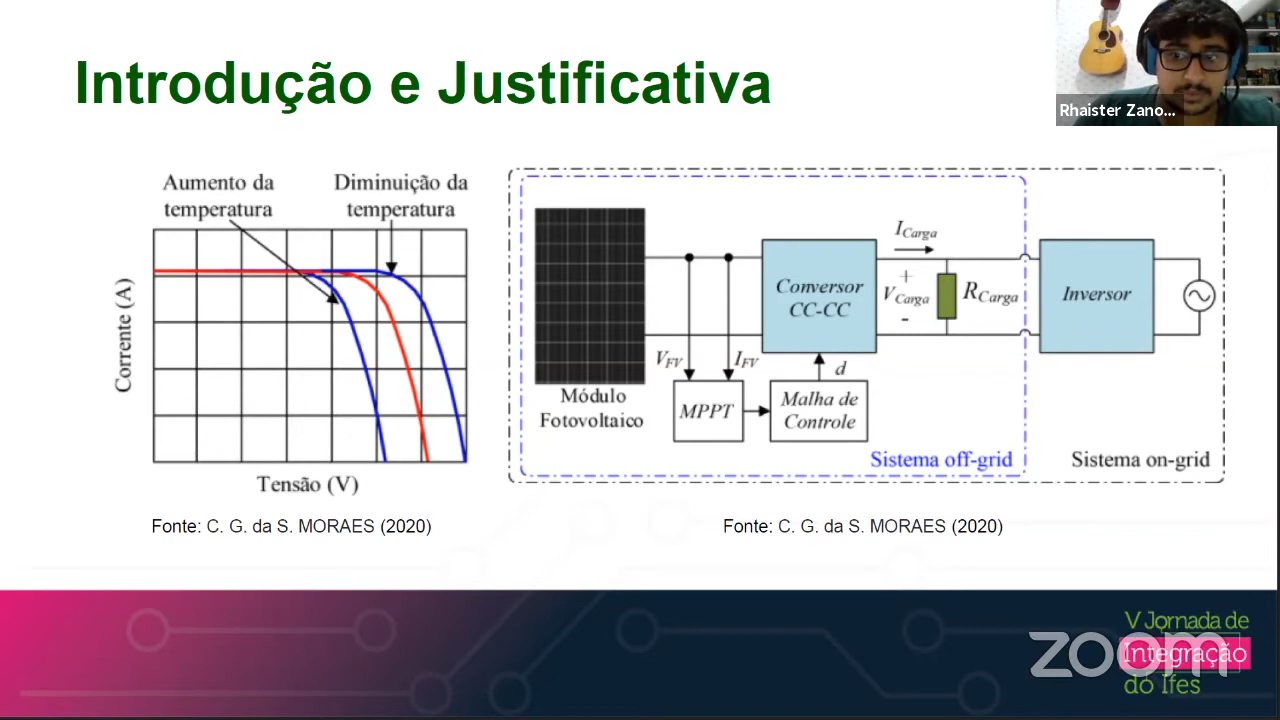 Introdução e Justificativa
Rhaister Zano...
Aumento da
temperatura
Diminuição da
temperatura
Corrente (A)
Tensão (V)
Módulo
Fotovoltaico
V_FV
I_FV
MPPT
Malha de
Controle
d
Conversor
CC-CC
I_Carga
+
V_Carga
-
R_Carga
Inversor
Sistema off-grid
Sistema on-grid
Fonte: C. G. da S. MORAES (2020)
Fonte: C. G. da S. MORAES (2020)
V Jornada de
Integração
do Ifes
zoom